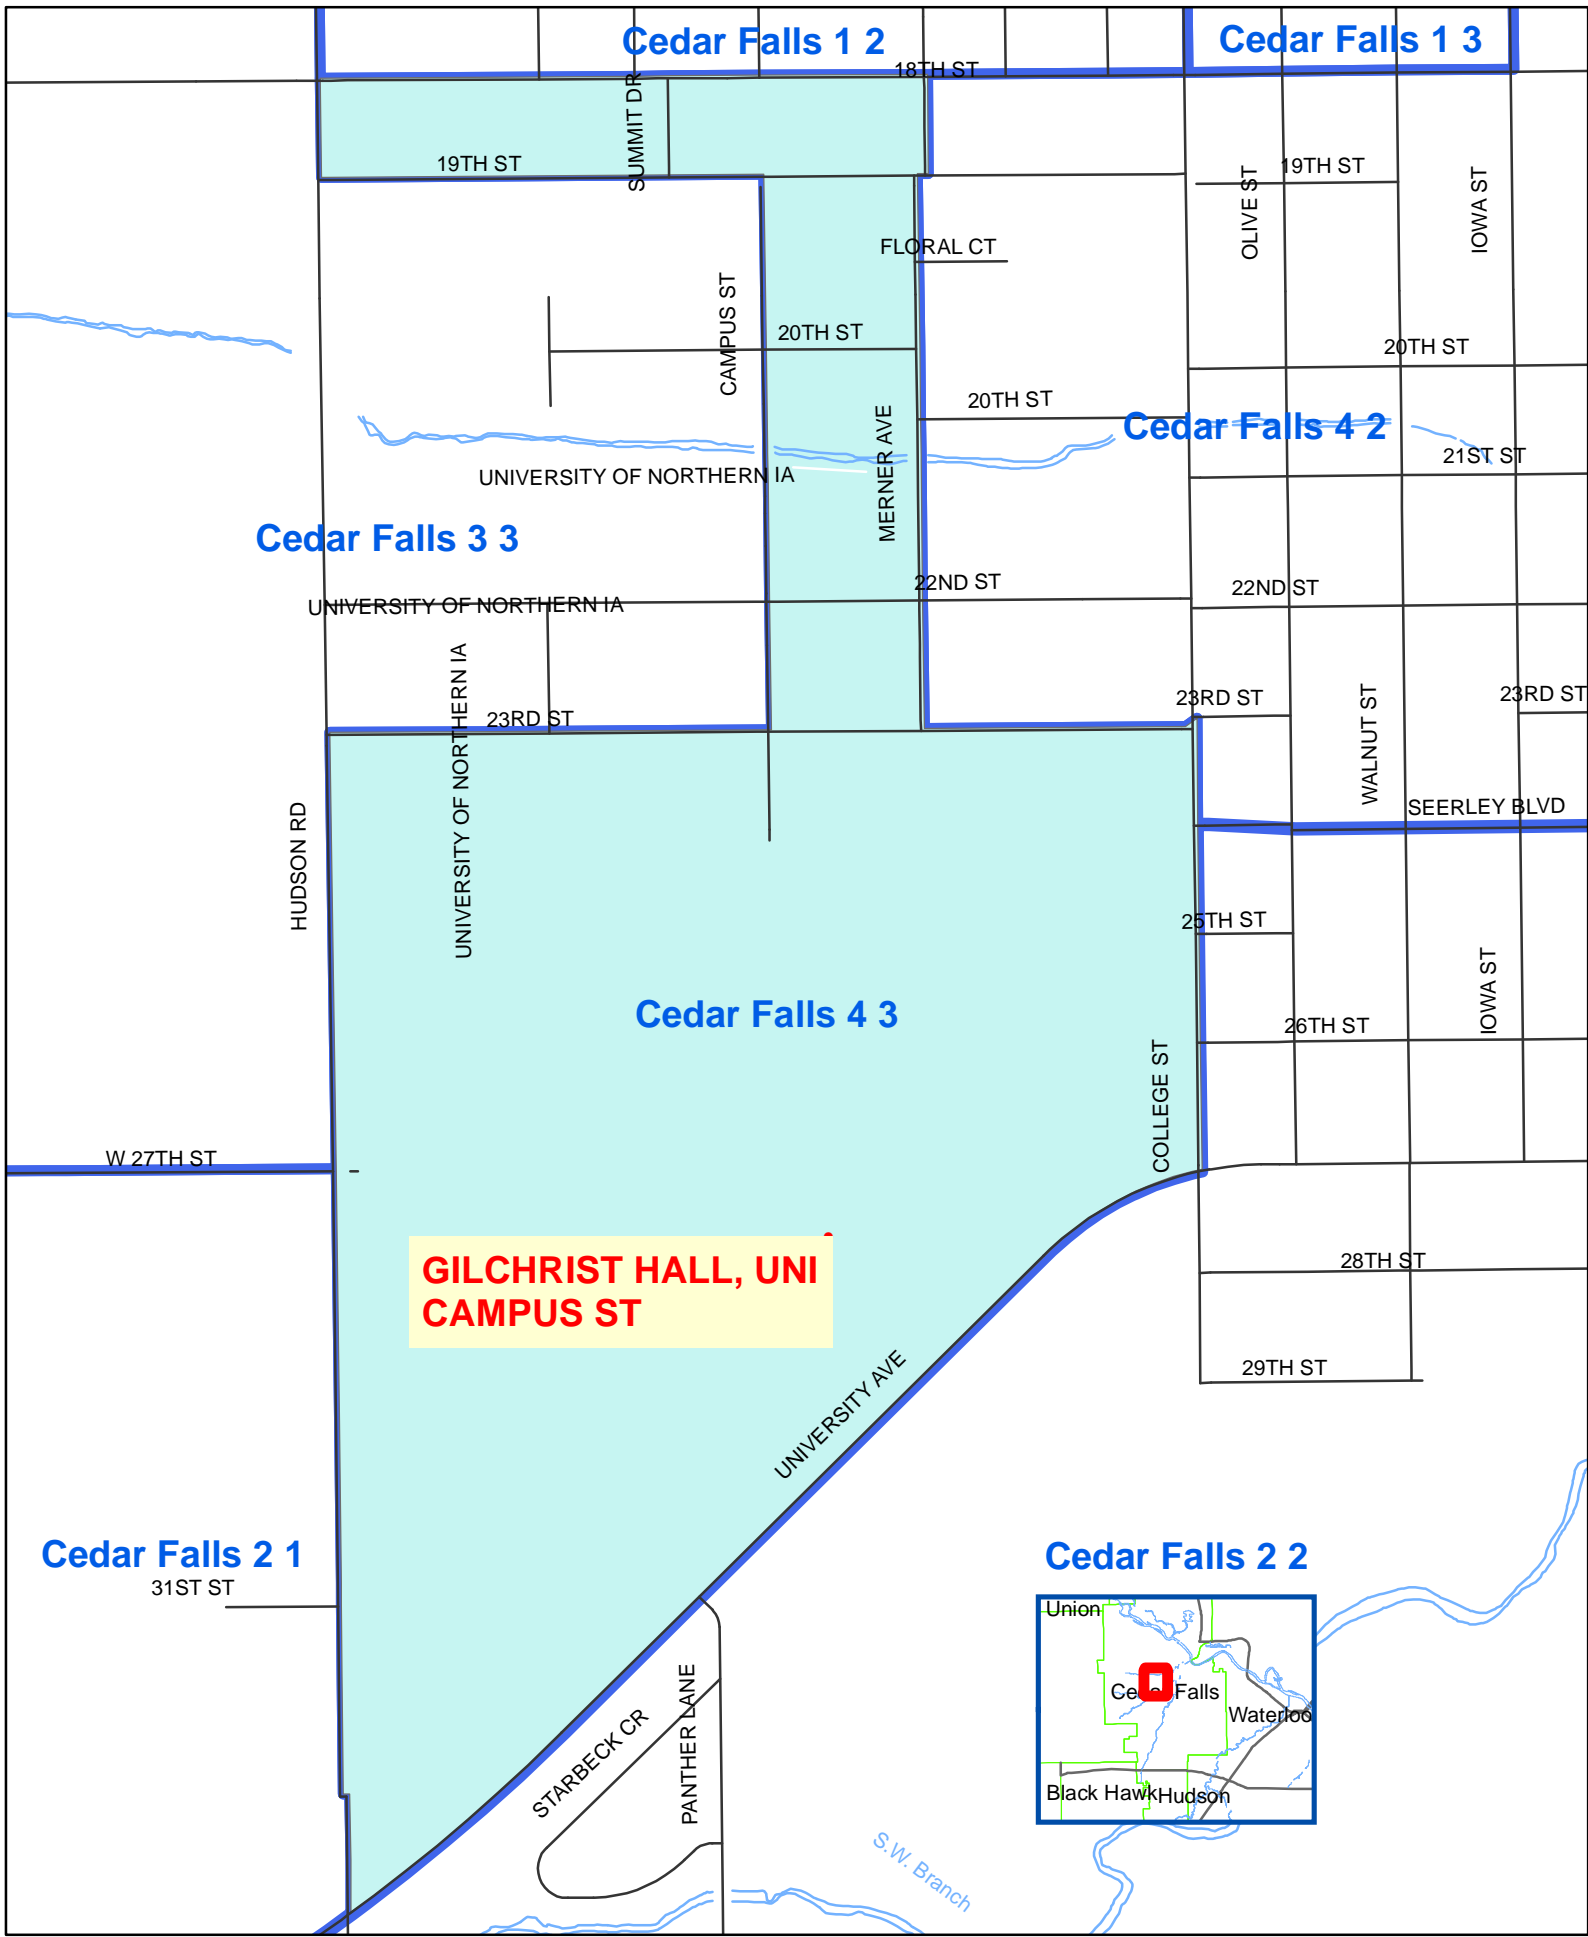 Cedar Falls 1 2
Cedar Falls 1 3
18TH ST
SUMMIT DR
19TH ST
19TH ST
OLIVE ST
IOWA ST
FLORAL CT
CAMPUS ST
20TH ST
20TH ST
20TH ST
MERNER AVE
Cedar Falls 4 2
21ST ST
UNIVERSITY OF NORTHERN IA
Cedar Falls 3 3
22ND ST
22ND ST
UNIVERSITY OF NORTHERN IA
UNIVERSITY OF NORTHERN IA
23RD ST
23RD ST
23RD ST
WALNUT ST
HUDSON RD
SEERLEY BLVD
25TH ST
Cedar Falls 4 3
IOWA ST
26TH ST
COLLEGE ST
W 27TH ST
GILCHRIST HALL, UNI
CAMPUS ST
28TH ST
UNIVERSITY AVE
29TH ST
Cedar Falls 2 1
31ST ST
Cedar Falls 2 2
Union
Cedar Falls
Waterloo
Black Hawk
Hudson
STARBECK CR
PANTHER LANE
S.W. Branch